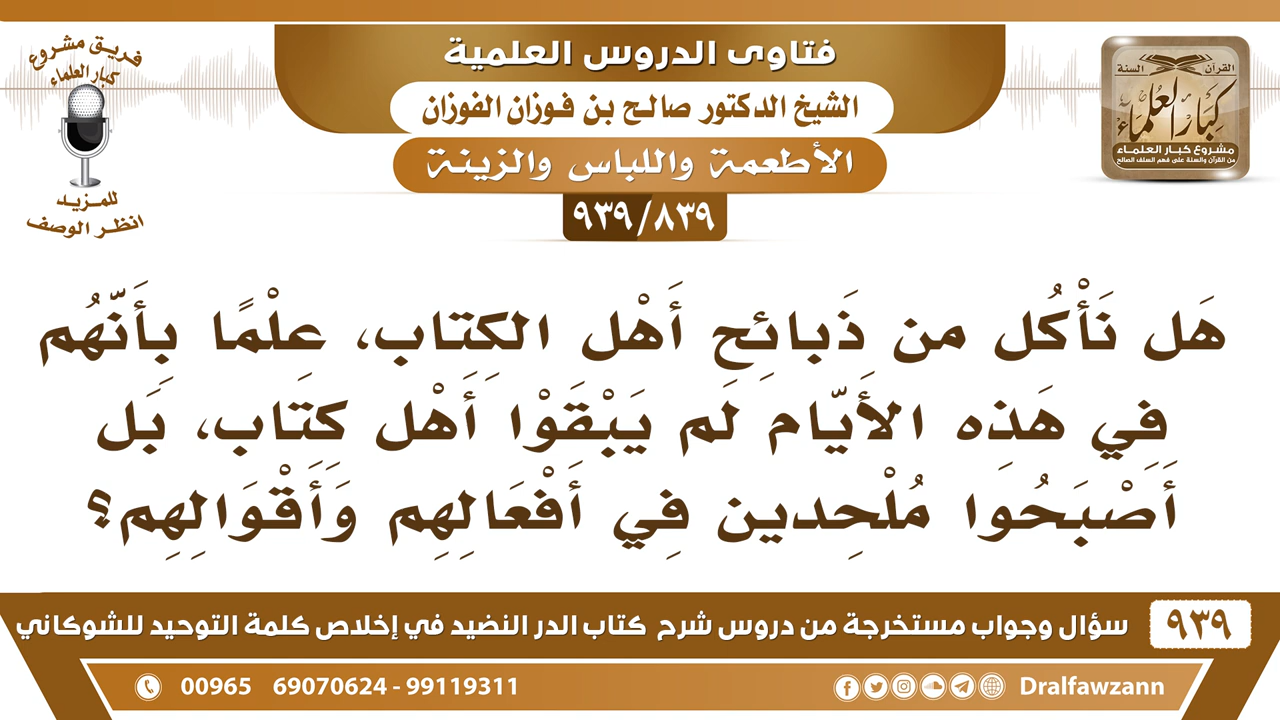 فتاوى الدروس العلمية
الشيخ الدكتور صالح بن فوزان الفوزان
الأطعمة واللباس والزينة
٩٣٩/٨٣٩
فريق مشروع
كبار العلماء
للمزيد
انظر الوصف
القرآن السنة
كبار العلماء
مشروع كبار العلماء
من القرآن والسنة على فهم السلف الصالح
هَل نَأْكُل من ذَبائِحِ أَهْل الكِتاب، عِلْمًا بِأَنَّهُم
فِي هَذِه الأَيّام لَم يَبْقَوْا أَهْل كتَاب، بَل
أَصْبَحُوا مُلْحِدين فِي أَفْعَالِهِم وَأَقْوَالِهِم؟
٩٣٩ سؤال وجواب مستخرجة من دروس شرح كتاب الدر النضيد في إخلاص كلمة التوحيد للشوكاني
00965 69070624 - 99119311
Dralfawzann